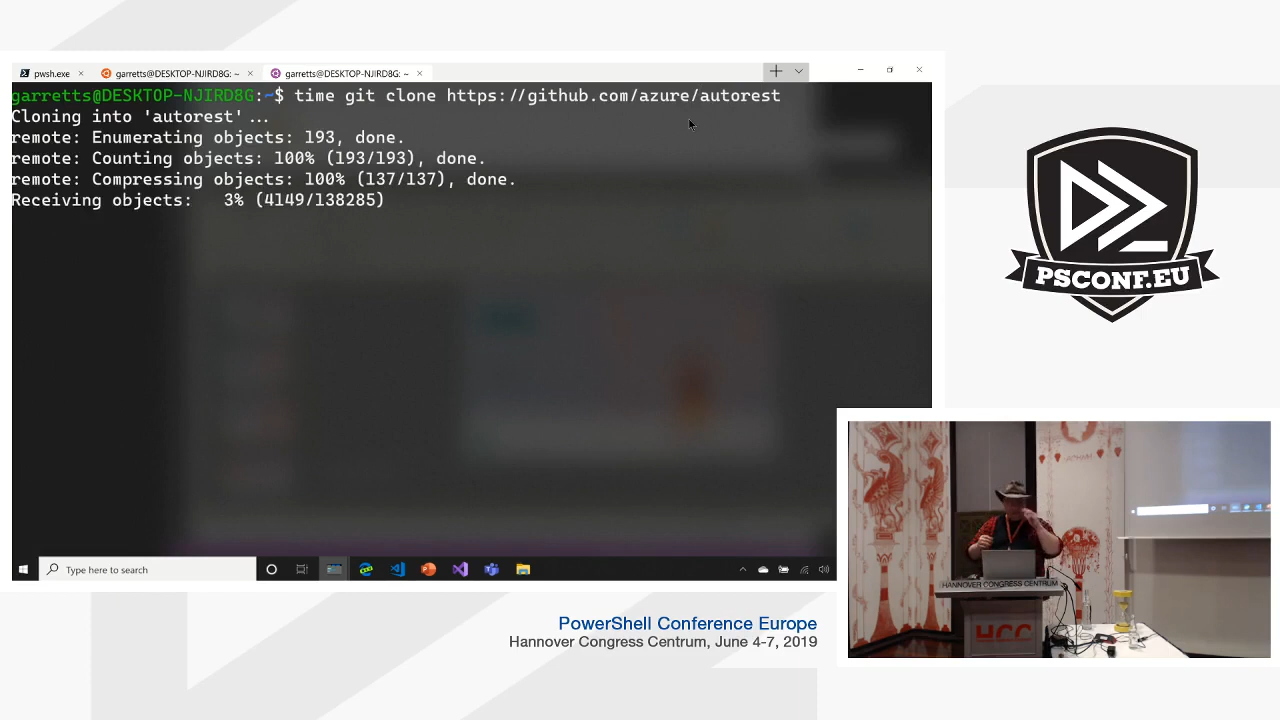 pwsh.exe
garretts@DESKTOP-NJIRD8G: ~
garretts@DESKTOP-NJIRD8G: ~
garretts@DESKTOP-NJIRD8G:~$ time git clone https://github.com/azure/autorest
Cloning into 'autorest'...
remote: Enumerating objects: 193, done.
remote: Counting objects: 100% (193/193), done.
remote: Compressing objects: 100% (137/137), done.
Receiving objects:   3% (4149/138285)
Type here to search
PSCONF.EU
HANNOVER CONGRESS CENTRUM
HCC
PowerShell Conference Europe
Hannover Congress Centrum, June 4-7, 2019